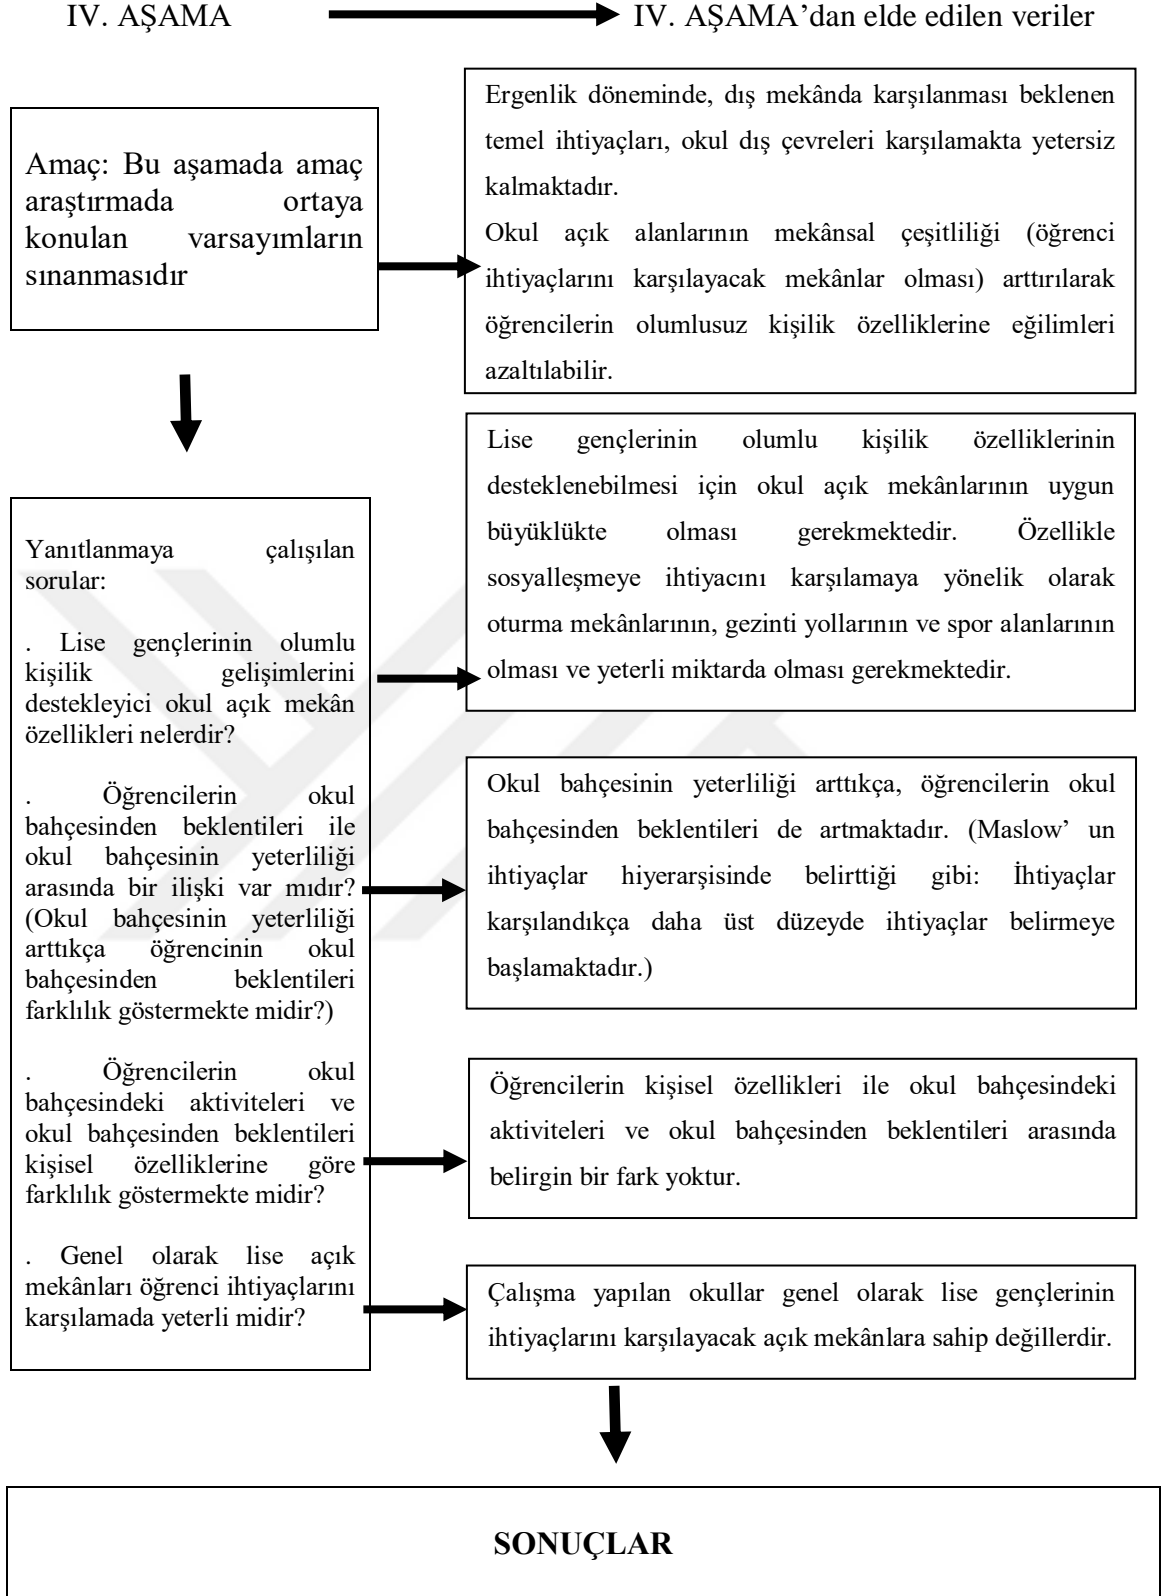 IV. AŞAMA
IV. AŞAMA’dan elde edilen veriler
Amaç: Bu aşamada amaç
araştırmada ortaya
konulan varsayımların
sınanmasıdır
Ergenlik döneminde, dış mekânda karşılanması beklenen
temel ihtiyaçları, okul dış çevreleri karşılamakta yetersiz
kalmaktadır.
Okul açık alanlarının mekânsal çeşitliliği (öğrenci
ihtiyaçlarını karşılayacak mekânlar olması) arttırılarak
öğrencilerin olumlusuz kişilik özelliklerine eğilimleri
azaltılabilir.
Yanıtlanmaya çalışılan
sorular:
. Lise gençlerinin olumlu
kişilik gelişimlerini
destekleyici okul açık mekân
özellikleri nelerdir?
. Öğrencilerin okul
bahçesinden beklentileri ile
okul bahçesinin yeterliliği
arasında bir ilişki var mıdır?
(Okul bahçesinin yeterliliği
arttıkça öğrencinin okul
bahçesinden beklentileri
farklılık göstermekte midir?)
. Öğrencilerin okul
bahçesindeki aktiviteleri ve
okul bahçesinden beklentileri
kişisel özelliklerine göre
farklılık göstermekte midir?
. Genel olarak lise açık
mekânları öğrenci ihtiyaçlarını
karşılamada yeterli midir?
Lise gençlerinin olumlu kişilik özelliklerinin
desteklenebilmesi için okul açık mekânlarının uygun
büyüklükte olması gerekmektedir. Özellikle
sosyalleşmeye ihtiyacını karşılamaya yönelik olarak
oturma mekânlarının, gezinti yollarının ve spor alanlarının
olması ve yeterli miktarda olması gerekmektedir.
Okul bahçesinin yeterliliği arttıkça, öğrencilerin okul
bahçesinden beklentileri de artmaktadır. (Maslow’ un
ihtiyaçlar hiyerarşisinde belirttiği gibi: İhtiyaçlar
karşılandıkça daha üst düzeyde ihtiyaçlar belirmeye
başlamaktadır.)
Öğrencilerin kişisel özellikleri ile okul bahçesindeki
aktiviteleri ve okul bahçesinden beklentileri arasında
belirgin bir fark yoktur.
Çalışma yapılan okullar genel olarak lise gençlerinin
ihtiyaçlarını karşılayacak açık mekânlara sahip değillerdir.
SONUÇLAR